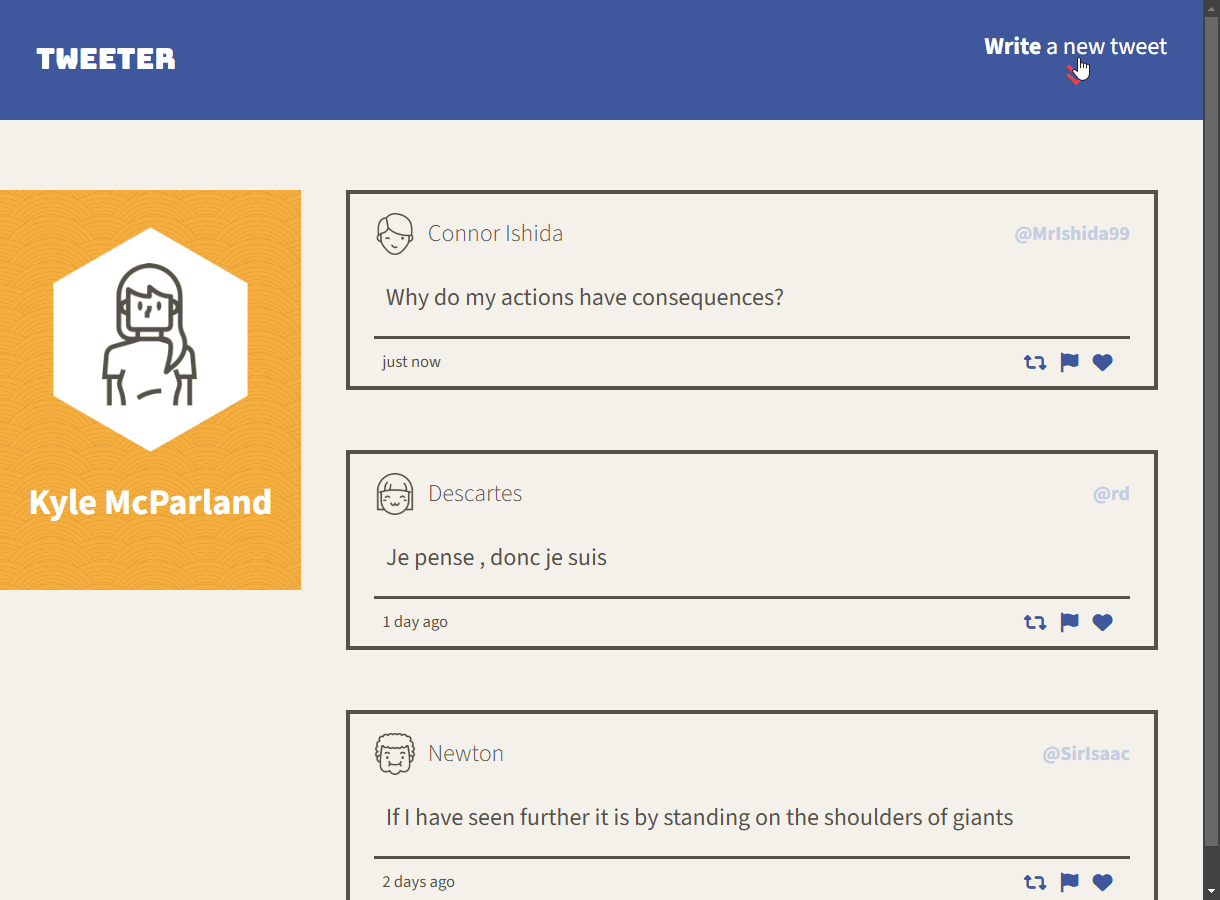 TWEETER
Write a new tweet
Kyle McParland
Connor Ishida
@MrIshida99
Why do my actions have consequences?
just now
Descartes
@rd
Je pense , donc je suis
1 day ago
Newton
@SirIsaac
If I have seen further it is by standing on the shoulders of giants
2 days ago